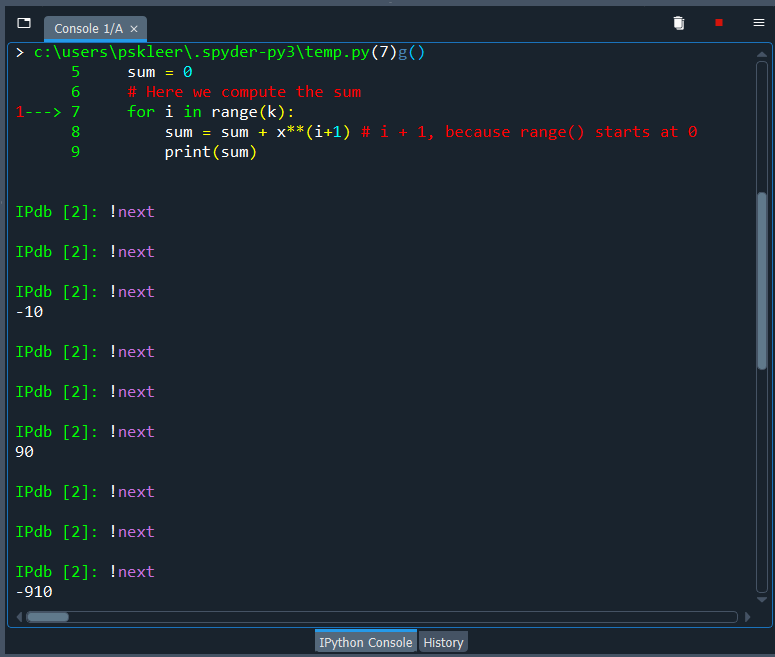 Console 1/A ×
> c:\users\pskleer\.spyder-py3\temp.py(7)g()
5 sum = 0
6 # Here we compute the sum
1---> 7 for i in range(k):
8 sum = sum + x**(i+1) # i + 1, because range() starts at 0
9 print(sum)
IPdb [2]: !next
IPdb [2]: !next
IPdb [2]: !next
-10
IPdb [2]: !next
IPdb [2]: !next
IPdb [2]: !next
90
IPdb [2]: !next
IPdb [2]: !next
IPdb [2]: !next
-910
IPython Console History